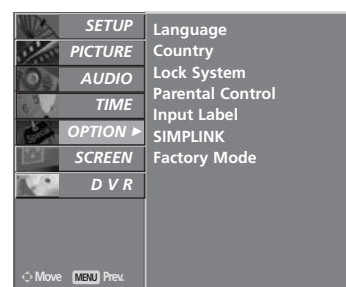 SETUP
PICTURE
AUDIO
TIME
OPTION ►
SCREEN
D V R
Move MENU Prev.
Language
Country
Lock System
Parental Control
Input Label
SIMPLINK
Factory Mode